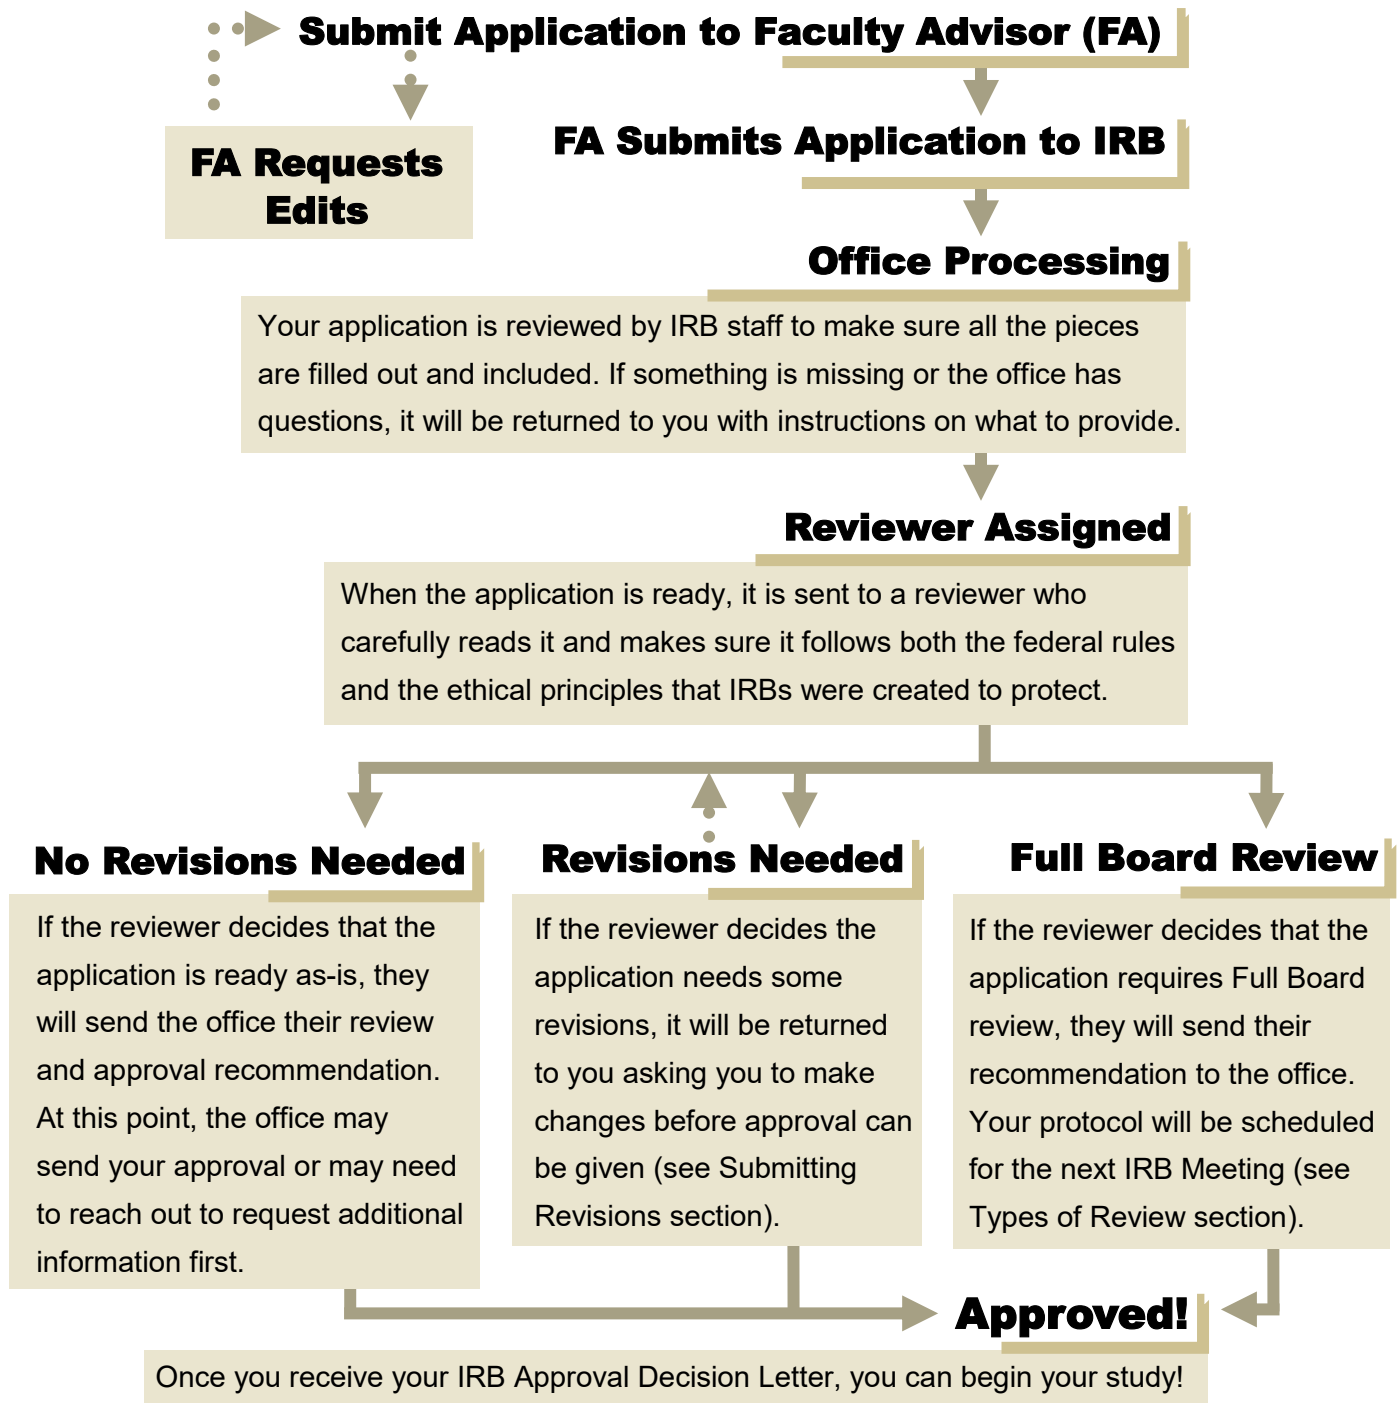 Submit Application to Faculty Advisor (FA)
FA Requests
Edits
FA Submits Application to IRB
Office Processing
Your application is reviewed by IRB staff to make sure all the pieces
are filled out and included. If something is missing or the office has
questions, it will be returned to you with instructions on what to provide.
Reviewer Assigned
When the application is ready, it is sent to a reviewer who
carefully reads it and makes sure it follows both the federal rules
and the ethical principles that IRBs were created to protect.
No Revisions Needed
If the reviewer decides that the
application is ready as-is, they
will send the office their review
and approval recommendation.
At this point, the office may
send your approval or may need
to reach out to request additional
information first.
Revisions Needed
If the reviewer decides the
application needs some
revisions, it will be returned
to you asking you to make
changes before approval can
be given (see Submitting
Revisions section).
Full Board Review
If the reviewer decides that the
application requires Full Board
review, they will send their
recommendation to the office.
Your protocol will be scheduled
for the next IRB Meeting (see
Types of Review section).
Approved!
Once you receive your IRB Approval Decision Letter, you can begin your study!